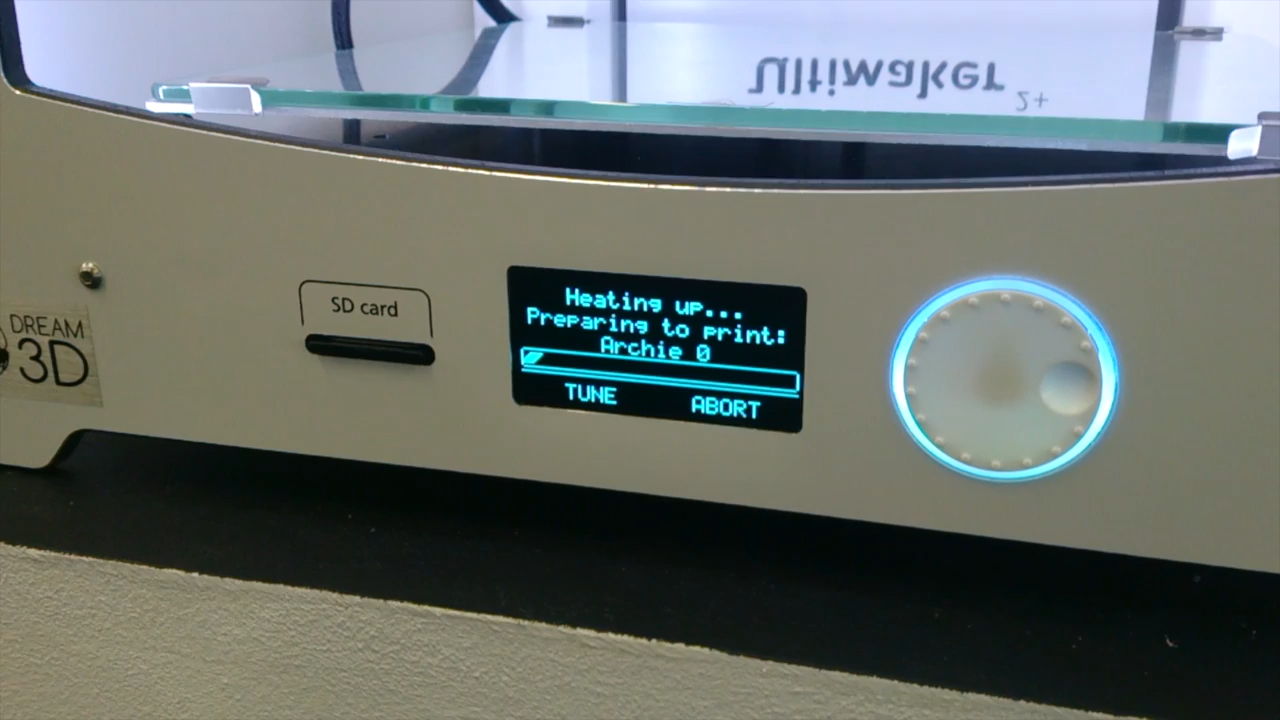 Ultimaker
2+
SD card
DREAM
3D
Heating up...
Preparing to print:
Archie 0
TUNE
ABORT